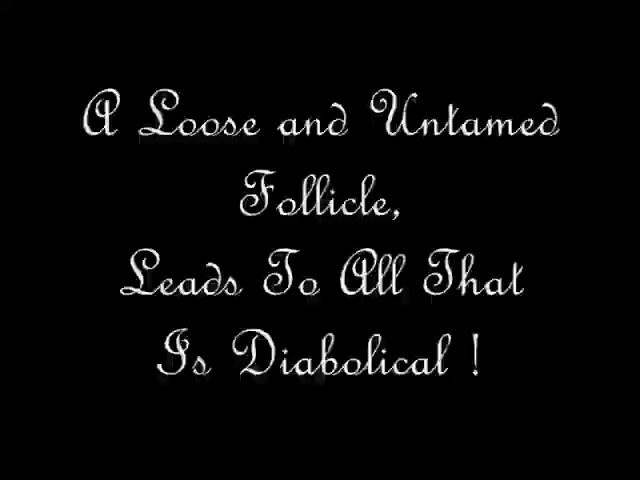 A Loose and Untamed
Follicle,
Leads To All That
Is Diabolical !